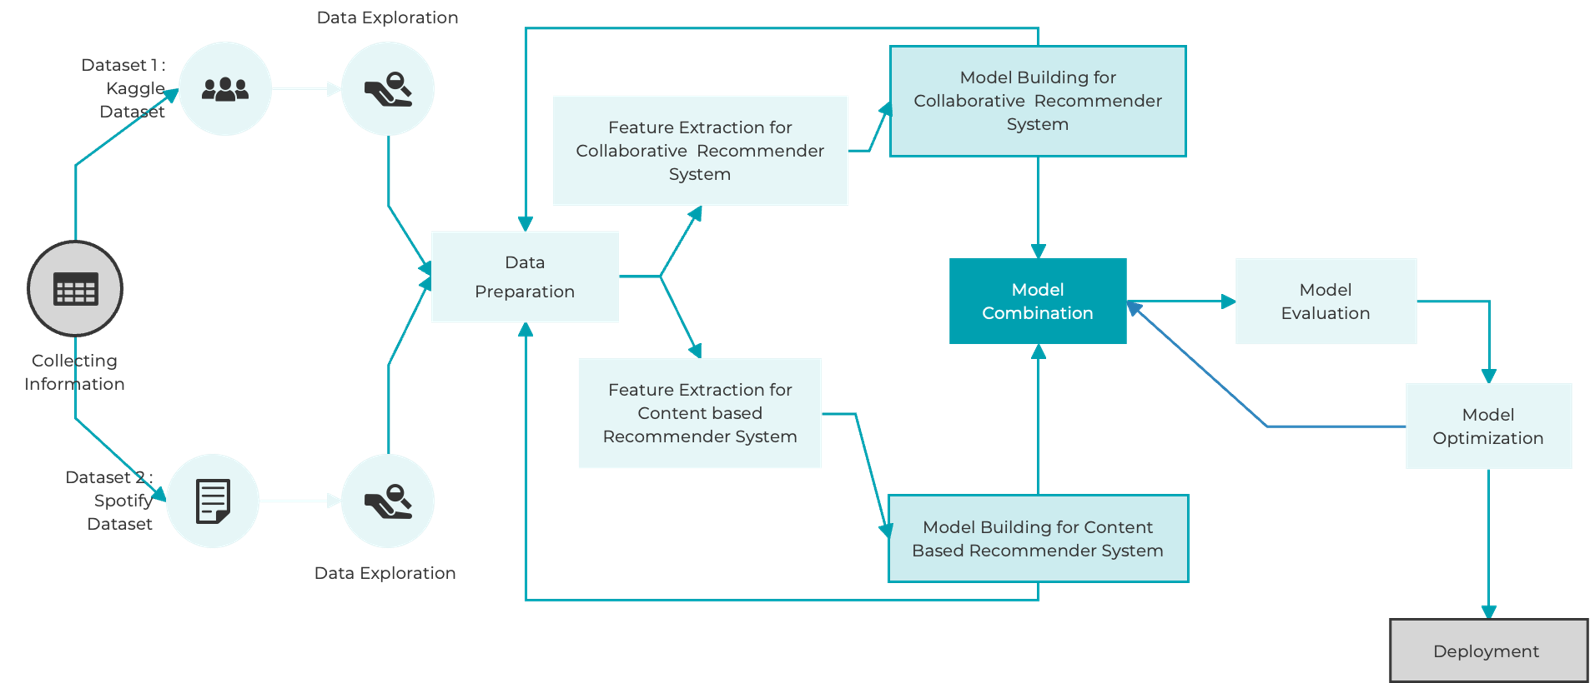 Data Exploration
Dataset 1 :
Kaggle
Dataset
Model Building for
Collaborative Recommender
System
Feature Extraction for
Collaborative Recommender
System
Data
Preparation
Model
Combination
Model
Evaluation
Collecting
Information
Feature Extraction for
Content based
Recommender System
Model
Optimization
Dataset 2 :
Spotify
Dataset
Model Building for Content
Based Recommender System
Data Exploration
Deployment